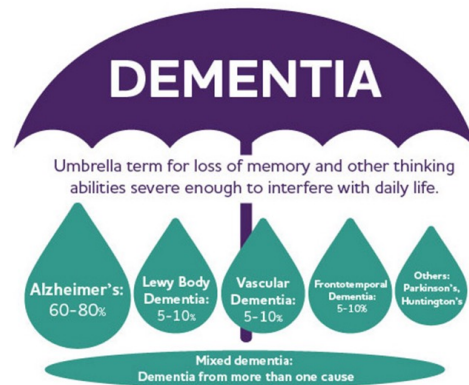 DEMENTIA
Umbrella term for loss of memory and other thinking
abilities severe enough to interfere with daily life.
Alzheimer's:
60-80%
Lewy Body
Dementia:
5-10%
Vascular
Dementia:
5-10%
Frontotemporal
Dementia:
5-10%
Others:
Parkinson's,
Huntington's
Mixed dementia:
Dementia from more than one cause